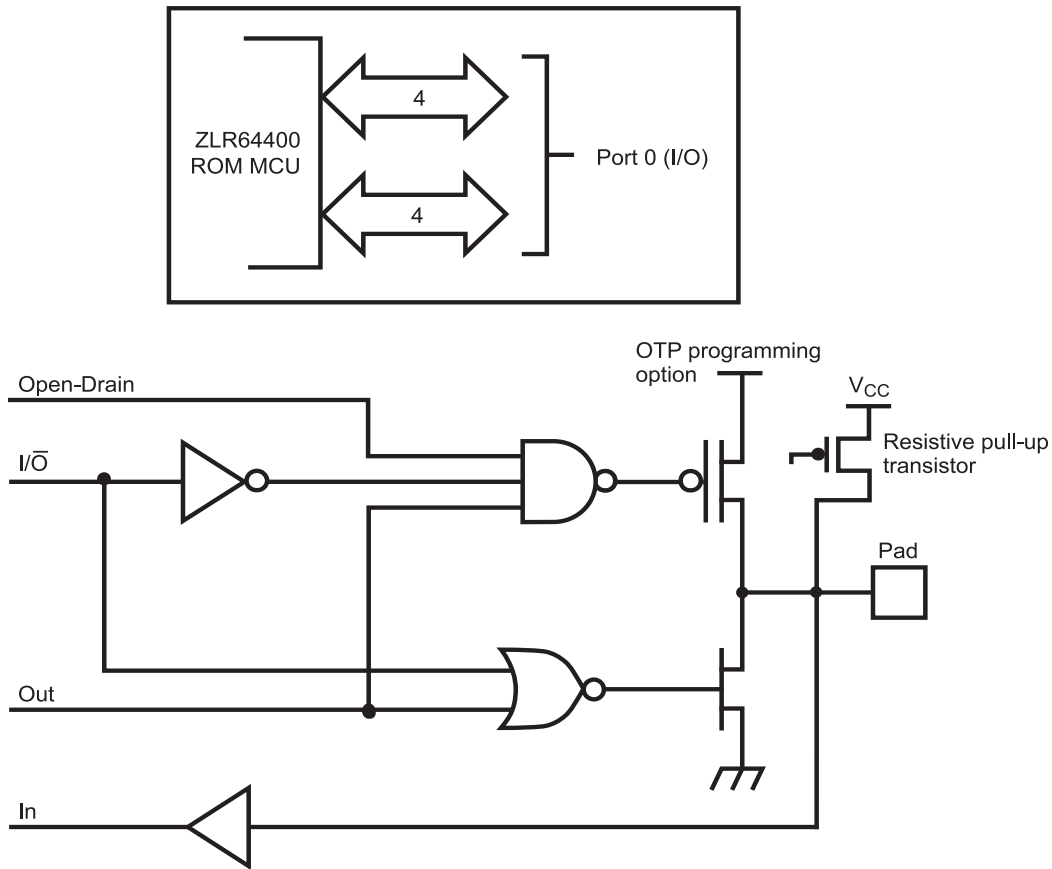 4
ZLR64400
ROM MCU
Port 0 (I/O)
4
OTP programming
option
Open-Drain
VCC
I/O̅
Resistive pull-up
transistor
Pad
Out
In